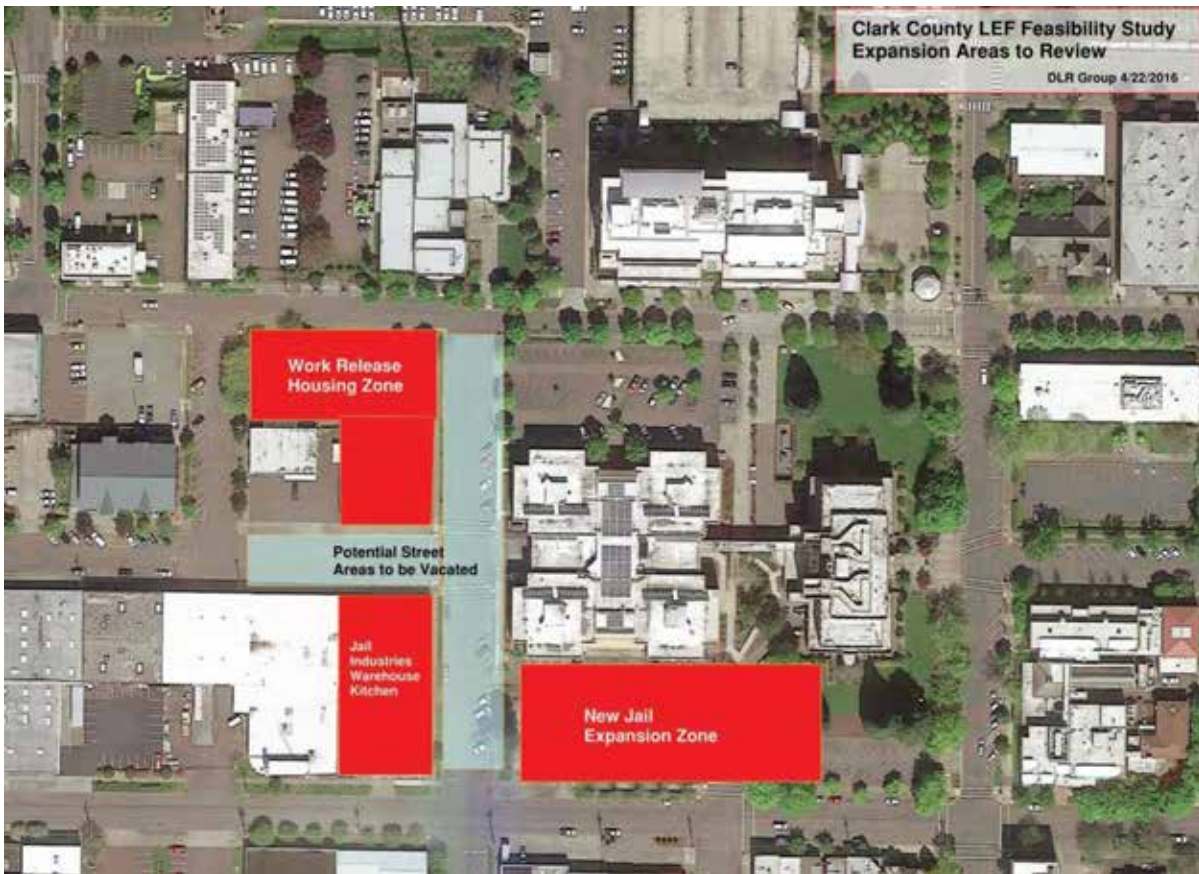 Clark County LEF Feasibility Study
Expansion Areas to Review
DLR Group 4/22/2016
Work Release
Housing Zone
Potential Street
Areas to be Vacated
Jail
Industries
Warehouse
Kitchen
New Jail
Expansion Zone